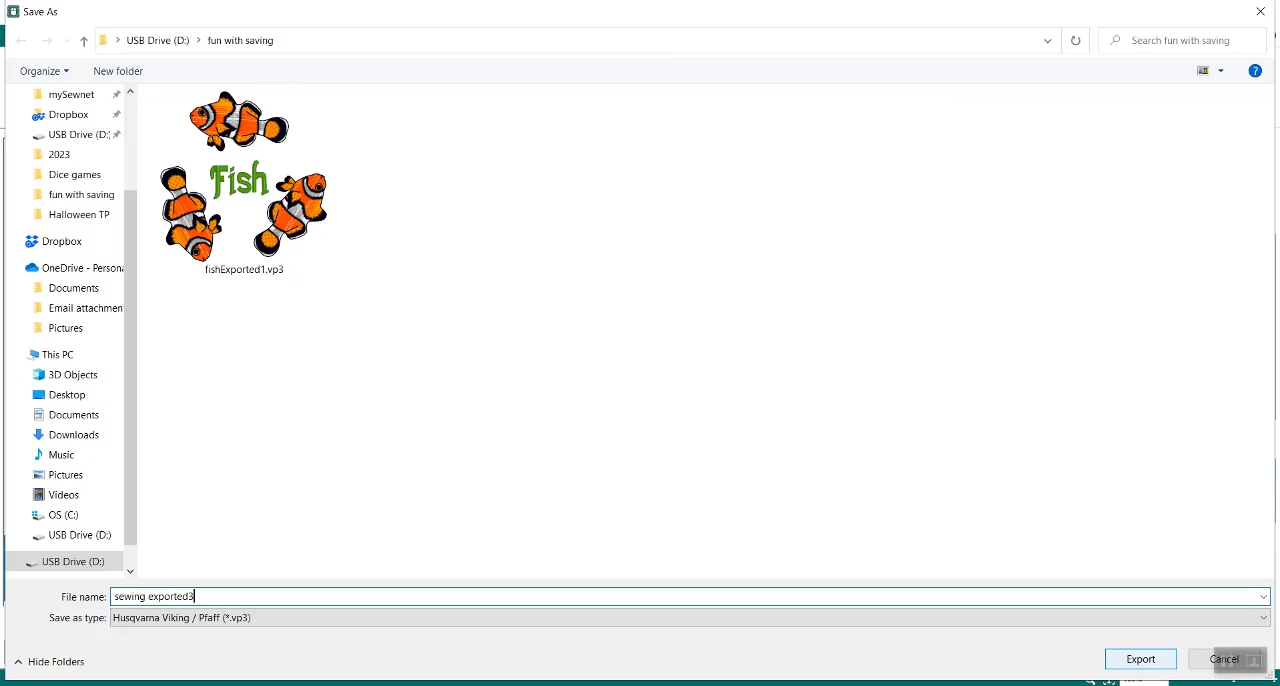 Save As
USB Drive (D:) fun with saving
Search fun with saving
Organize New folder
mySewnet
Dropbox
USB Drive (D:)
2023
Dice games
fun with saving
Halloween TP
Dropbox
OneDrive - Persona
Documents
Email attachmen
Pictures
This PC
3D Objects
Desktop
Documents
Downloads
Music
Pictures
Videos
OS (C:)
USB Drive (D:)
USB Drive (D:)
Fish
fishExported1.vp3
File name: sewing exported3
Save as type: Husqvarna Viking / Pfaff (*.vp3)
Hide Folders
Export Cancel